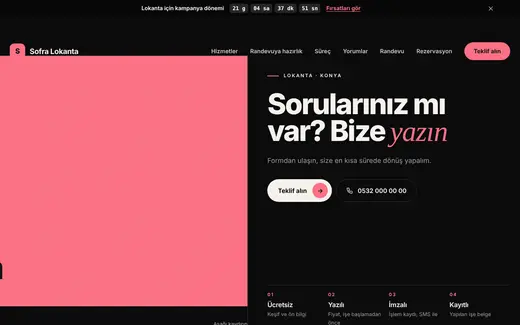 Lokanta için kampanya dönemi 21 g 04 sa 37 dk 51 sn Fırsatları gör
S Sofra Lokanta Hizmetler Randevuya hazırlık Süreç Yorumlar Randevu Rezervasyon Teklif alın
LOKANTA · KONYA
Sorularınız mı
var? Bize yazın
Formdan ulaşın, size en kısa sürede dönüş yapalım.
Teklif alın → 0532 000 00 00
01 02 03 04
Ücretsiz Yazılı İmzalı Kayıtlı
Keşif ve ön bilgi Fiyat, işe başlamadan İşlem kaydı, SMS ile Yapılan işe belge
önce